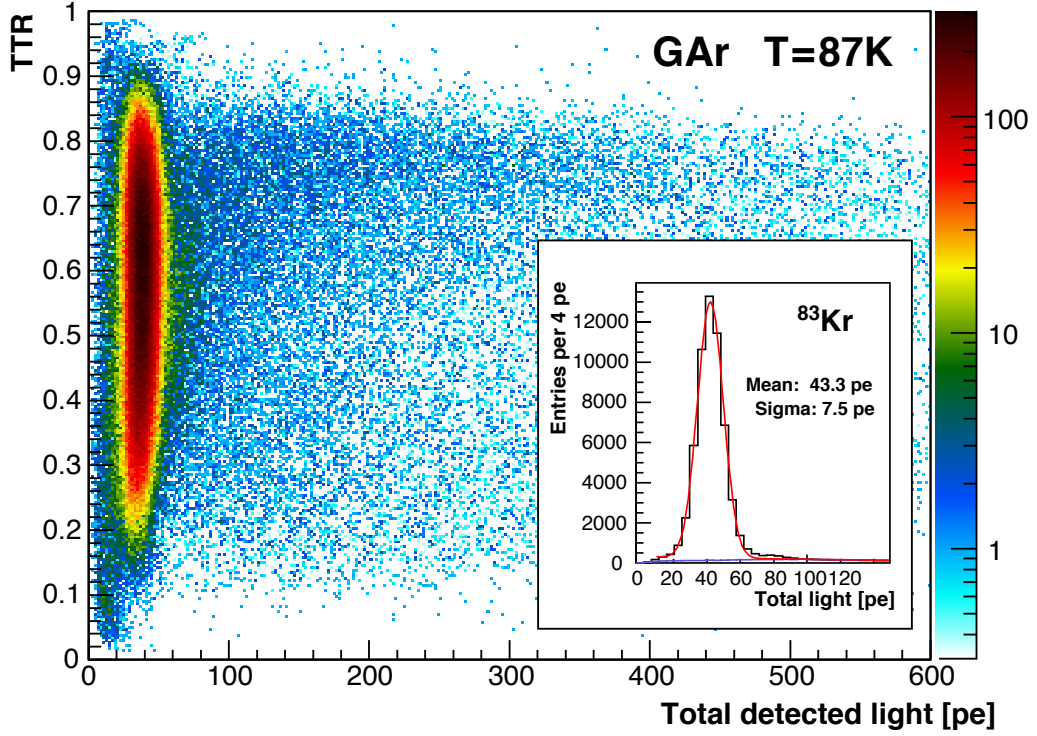 TTR
1
0.9
0.8
0.7
0.6
0.5
0.4
0.3
0.2
0.1
0
0 100 200 300 400 500 600
Total detected light [pe]
GAr T=87K
100
10
1
Entries per 4 pe
12000
10000
8000
6000
4000
2000
0
0 20 40 60 80 100 120
Total light [pe]
⁸³Kr
Mean: 43.3 pe
Sigma: 7.5 pe